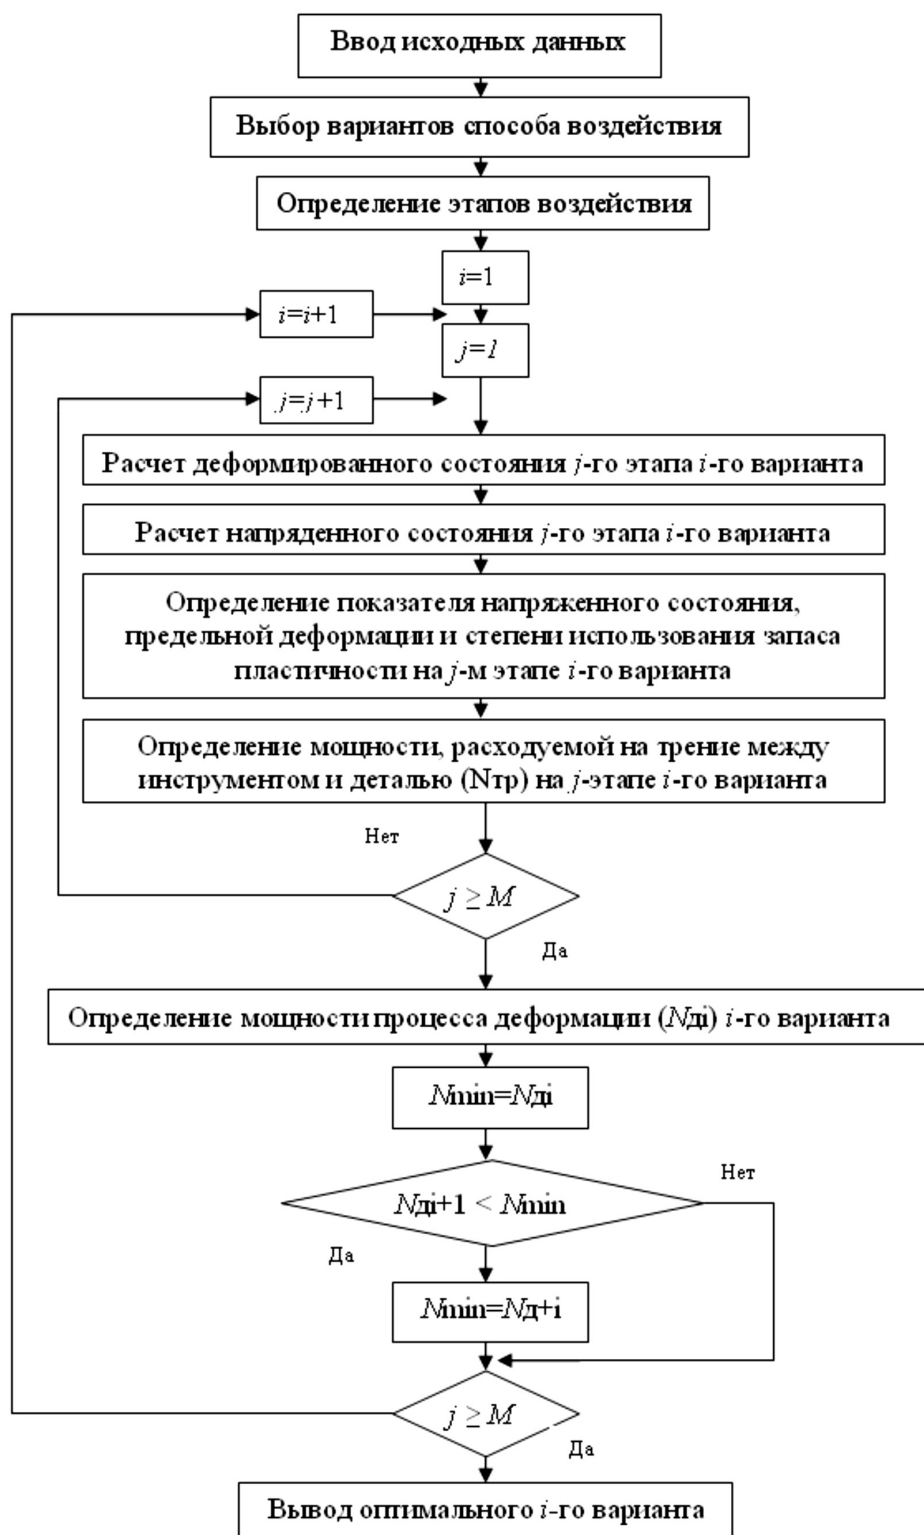 Ввод исходных данных
Выбор вариантов способа воздействия
Определение этапов воздействия
i=1
i=i+1
j=1
j=j+1
Расчет деформированного состояния j-го этапа i-го варианта
Расчет напряденного состояния j-го этапа i-го варианта
Определение показателя напряженного состояния,
предельной деформации и степени использования запаса
пластичности на j-м этапе i-го варианта
Определение мощности, расходуемой на трение между
инструментом и деталью (Nтр) на j-этапе i-го варианта
Нет
j ≥ M
Да
Определение мощности процесса деформации (Nдi) i-го варианта
Nmin=Nдi
Нет
Nдi+1 < Nmin
Да
Nmin=Nд+i
j ≥ M
Да
Вывод оптимального i-го варианта